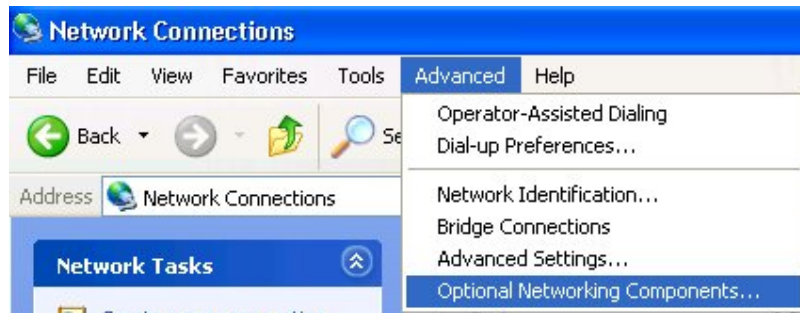 Network Connections
File Edit View Favorites Tools Advanced Help
Operator-Assisted Dialing
Back Se
Dial-up Preferences...
Address Network Connections
Network Identification...
Bridge Connections
Network Tasks
Advanced Settings...
Optional Networking Components...